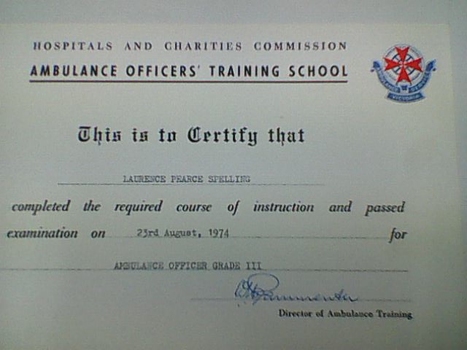 HOSPITALS AND CHARITIES COMMISSION
AMBULANCE OFFICERS' TRAINING SCHOOL
This is to Certify that
LAURENCE PEARCE SPELLING
completed the required course of instruction and passed
examination on 23rd August, 1974 for
AMBULANCE OFFICER GRADE III
Director of Ambulance Training